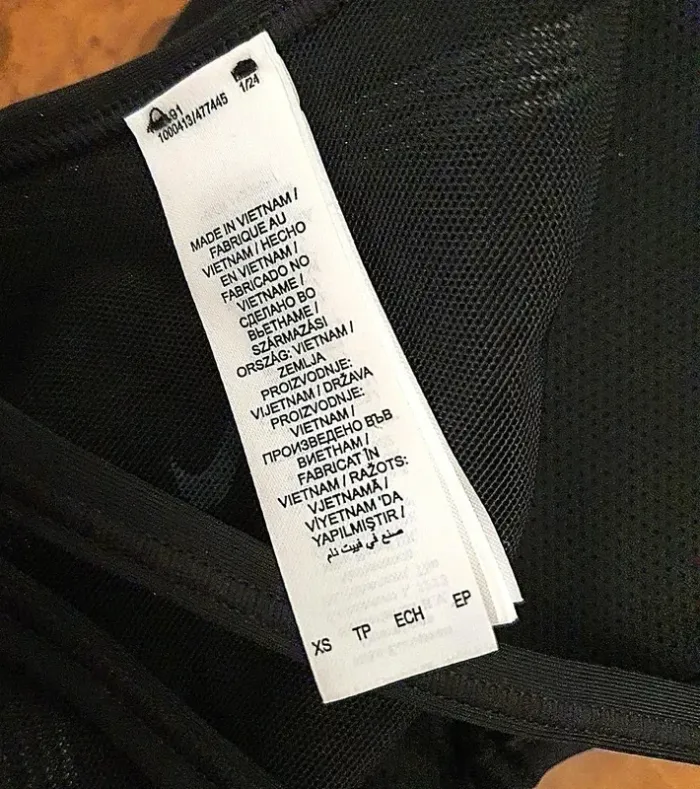 91
1000413/477445
1/24
MADE IN VIETNAM /
FABRIQUE AU
VIETNAM / HECHO
EN VIETNAM /
FABRICADO NO
VIETNAME /
СДЕЛАНО ВО
ВЬЕТНАМЕ /
SZÁRMAZÁSI
ORSZÁG: VIETNAM /
ZEMLJA
PROIZVODNJE:
VIJETNAM / DRŽAVA
PROIZVODNJE:
VIETNAM /
ПРОИЗВЕДЕНО ВЪВ
ВИЕТНАМ /
FABRICAT ÎN
VIETNAM / RAŽOTS:
VJETNAMĀ /
VİYETNAM 'DA
YAPILMIŞTIR /
صنع في فييت نام
XS TP ECH EP